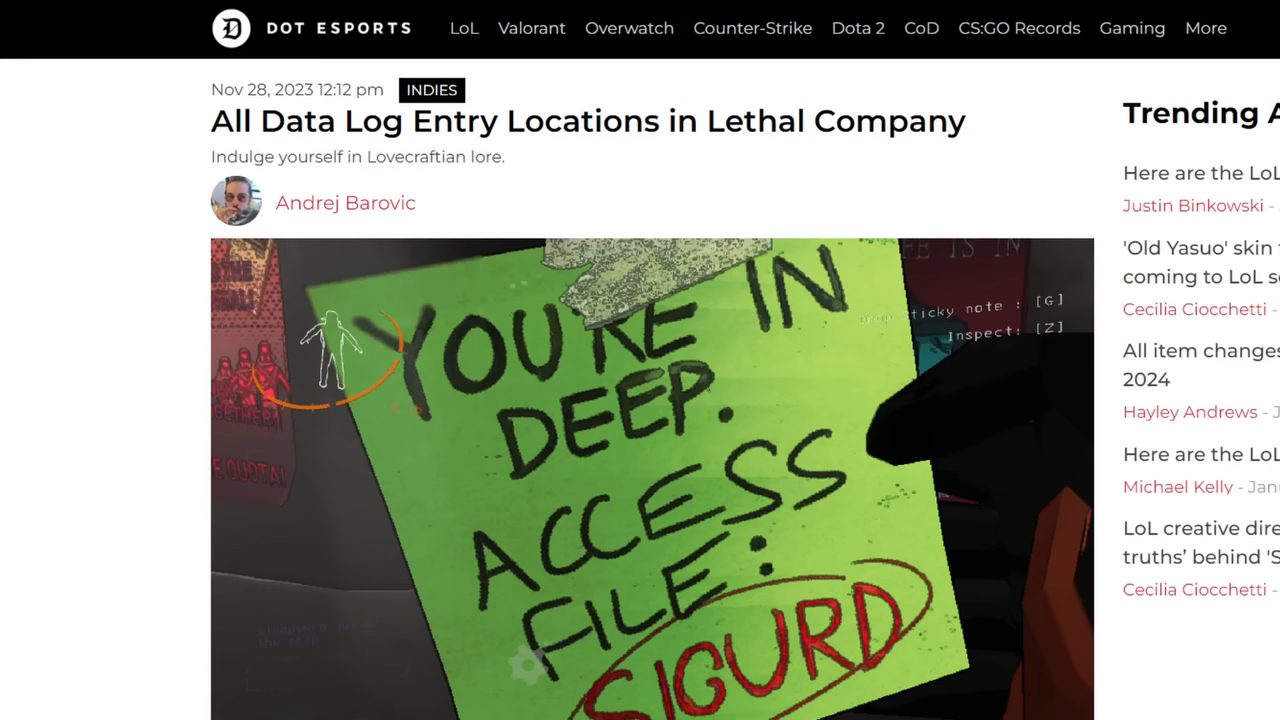 DOT ESPORTS
LoL Valorant Overwatch Counter-Strike Dota 2 CoD CS:GO Records Gaming More
Nov 28, 2023 12:12 pm INDIES
All Data Log Entry Locations in Lethal Company
Indulge yourself in Lovecraftian lore.
Andrej Barovic
YOU'RE IN
DEEP.
ACCESS
FILE:
SIGURD
sticky note : [G]
Inspect: [Z]
E QUOTA!
Trending A
Here are the LoL
Justin Binkowski -
'Old Yasuo' skin
coming to LoL s
Cecilia Ciocchetti -
All item changes
2024
Hayley Andrews - J
Here are the LoL
Michael Kelly - Jan
LoL creative dire
truths’ behind 'S
Cecilia Ciocchetti -